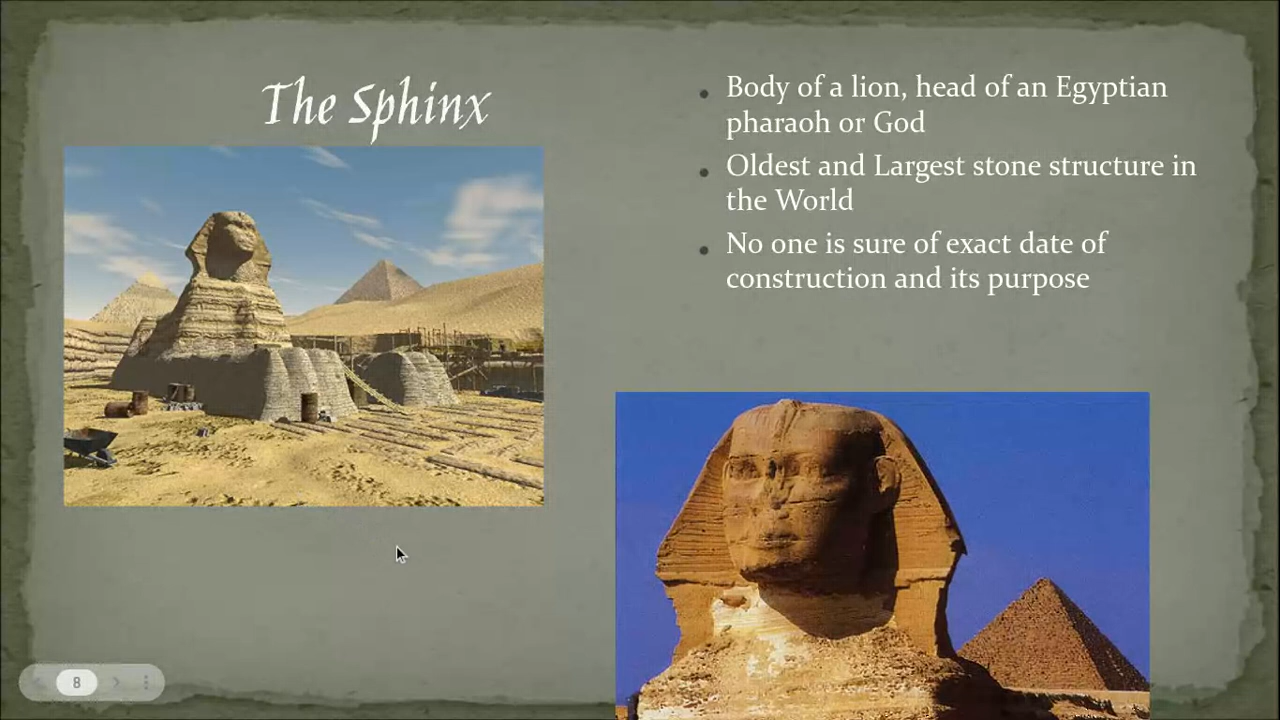 The Sphinx
Body of a lion, head of an Egyptian
pharaoh or God
Oldest and Largest stone structure in
the World
No one is sure of exact date of
construction and its purpose
8